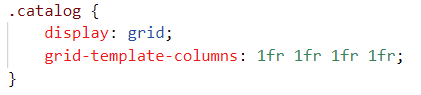 .catalog {
    display: grid;
    grid-template-columns: 1fr 1fr 1fr 1fr;
}